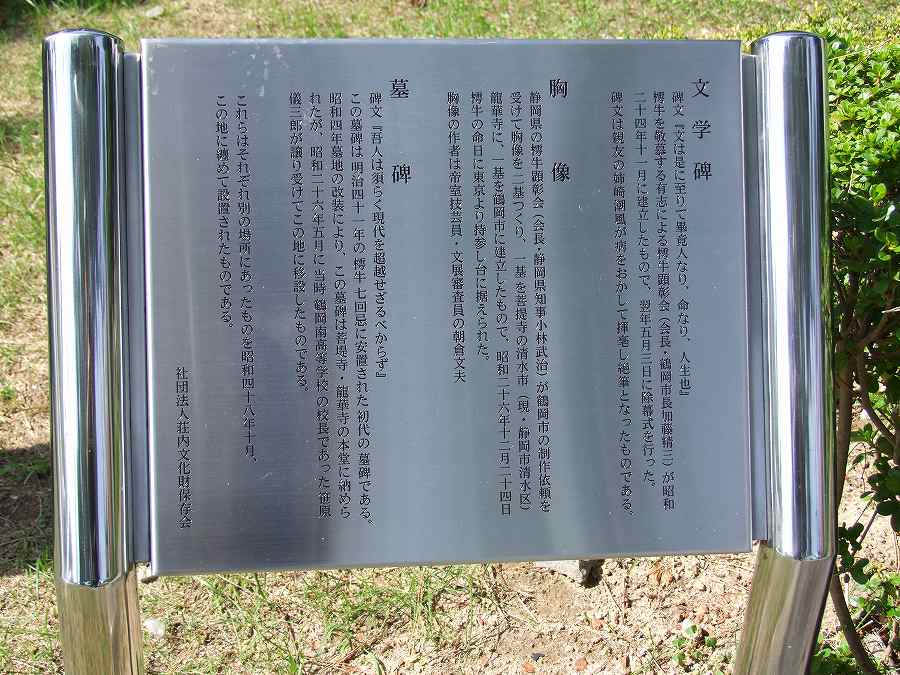 文学碑
碑文『文は是に至りて畢竟人なり、命なり、人生也』
樗牛を敬慕する有志による樗牛顕彰会(会長・鶴岡市長加藤精三)が昭和
二十四年十一月に建立したもので、翌年五月三日に除幕式を行った。
碑文は親友の姉崎潮風が病をおかして揮毫し絶筆となったものである。
胸像
静岡県の樗牛顕彰会(会長・静岡県知事小林武治)が鶴岡市の制作依頼を
受けて胸像を二基つくり、一基を菩提寺の清水市(現・静岡市清水区)
龍華寺に、一基を鶴岡市に建立したもので、昭和二十六年十二月二十四日
樗牛の命日に東京より持参し台に据えられた。
胸像の作者は帝室技芸員・文展審査員の朝倉文夫
墓碑
碑文『吾人は須らく現代を超越せざるべからず』
この墓碑は明治四十一年の樗牛七回忌に安置された初代の墓碑である。
昭和四年墓地の改装により、この墓碑は菩提寺・龍華寺の本堂に納めら
れたが、昭和二十六年五月に当時鶴岡南高等学校の校長であった笹原
儀三郎が譲り受けてこの地に移設したものである。
これらはそれぞれ別の場所にあったものを昭和四十八年十月、
この地に纏めて設置されたものである。
社団法人荘内文化財保存会